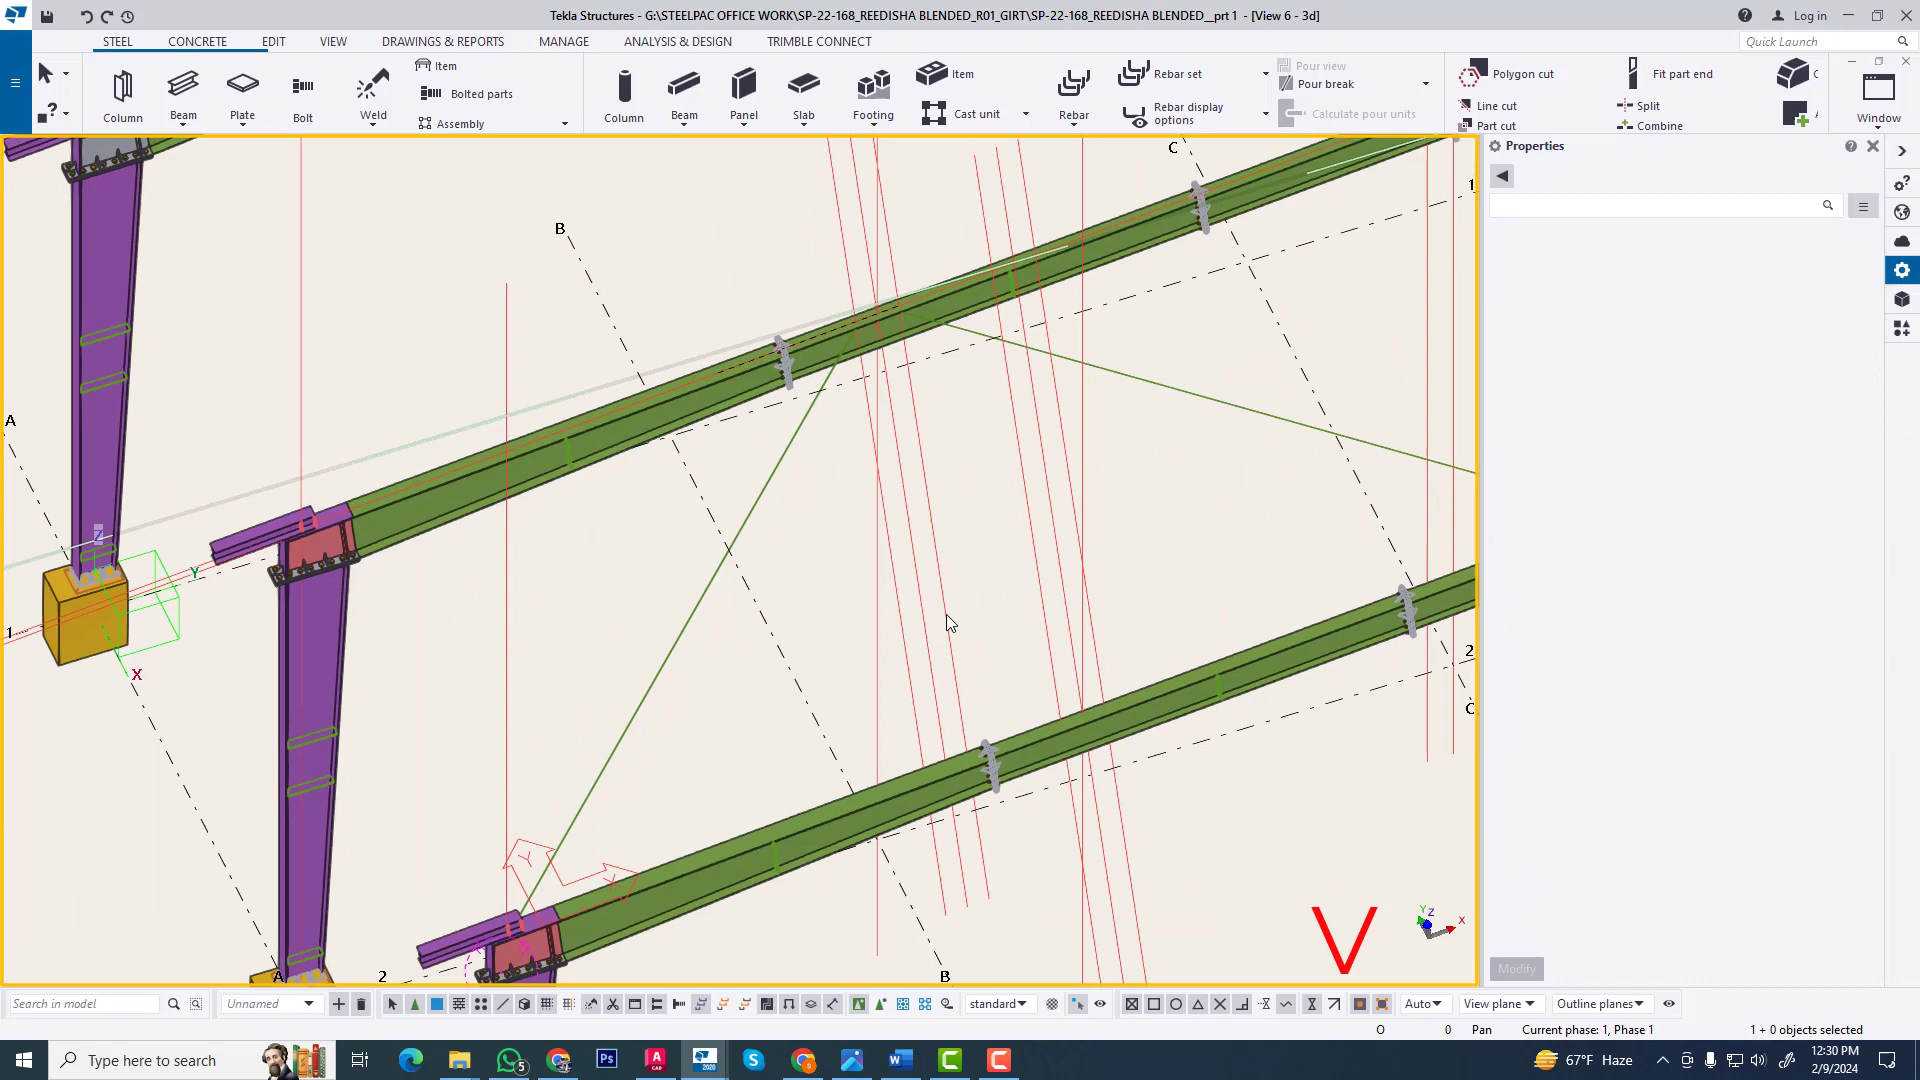 Tekla Structures - G:\STEELPAC OFFICE WORK\SP-22-168_REEDISHA BLENDED_R01_GIRT\SP-22-168_REEDISHA BLENDED__prt 1 - [View 6 - 3d]
Log in
STEEL CONCRETE EDIT VIEW DRAWINGS & REPORTS MANAGE ANALYSIS & DESIGN TRIMBLE CONNECT
Quick Launch
Column Beam Plate Bolt Weld
Item
Bolted parts
Assembly
Column Beam Panel Slab Footing
Item
Cast unit
Rebar
Rebar set
Rebar display options
Pour view
Pour break
Calculate pour units
Polygon cut
Line cut
Part cut
Fit part end
Split
Combine
Window
Properties
C
1
B
A
Z
Y
1
X
2
C
Y
X
A
2
B
V
Y Z X
Modify
Search in model
Unnamed
standard
Auto
View plane
Outline planes
O 0 Pan Current phase: 1, Phase 1 1 + 0 objects selected
Type here to search
5
Ps
2020
67°F Haze
12:30 PM
2/9/2024